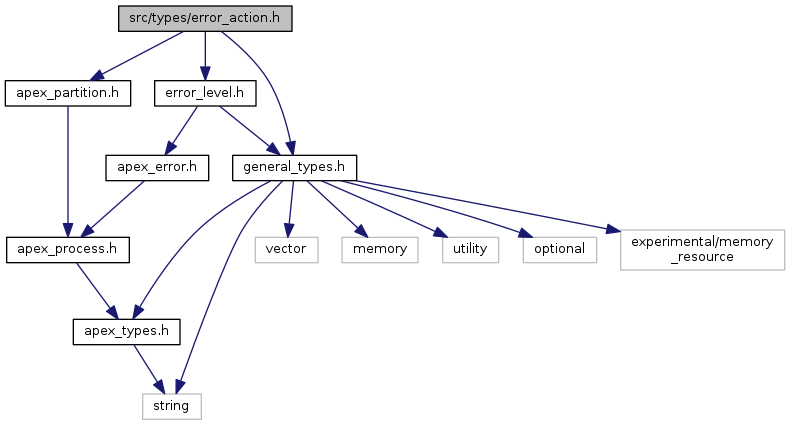 src/types/error_action.h
apex_partition.h
error_level.h
apex_error.h
general_types.h
apex_process.h
vector
memory
utility
optional
experimental/memory
_resource
apex_types.h
string